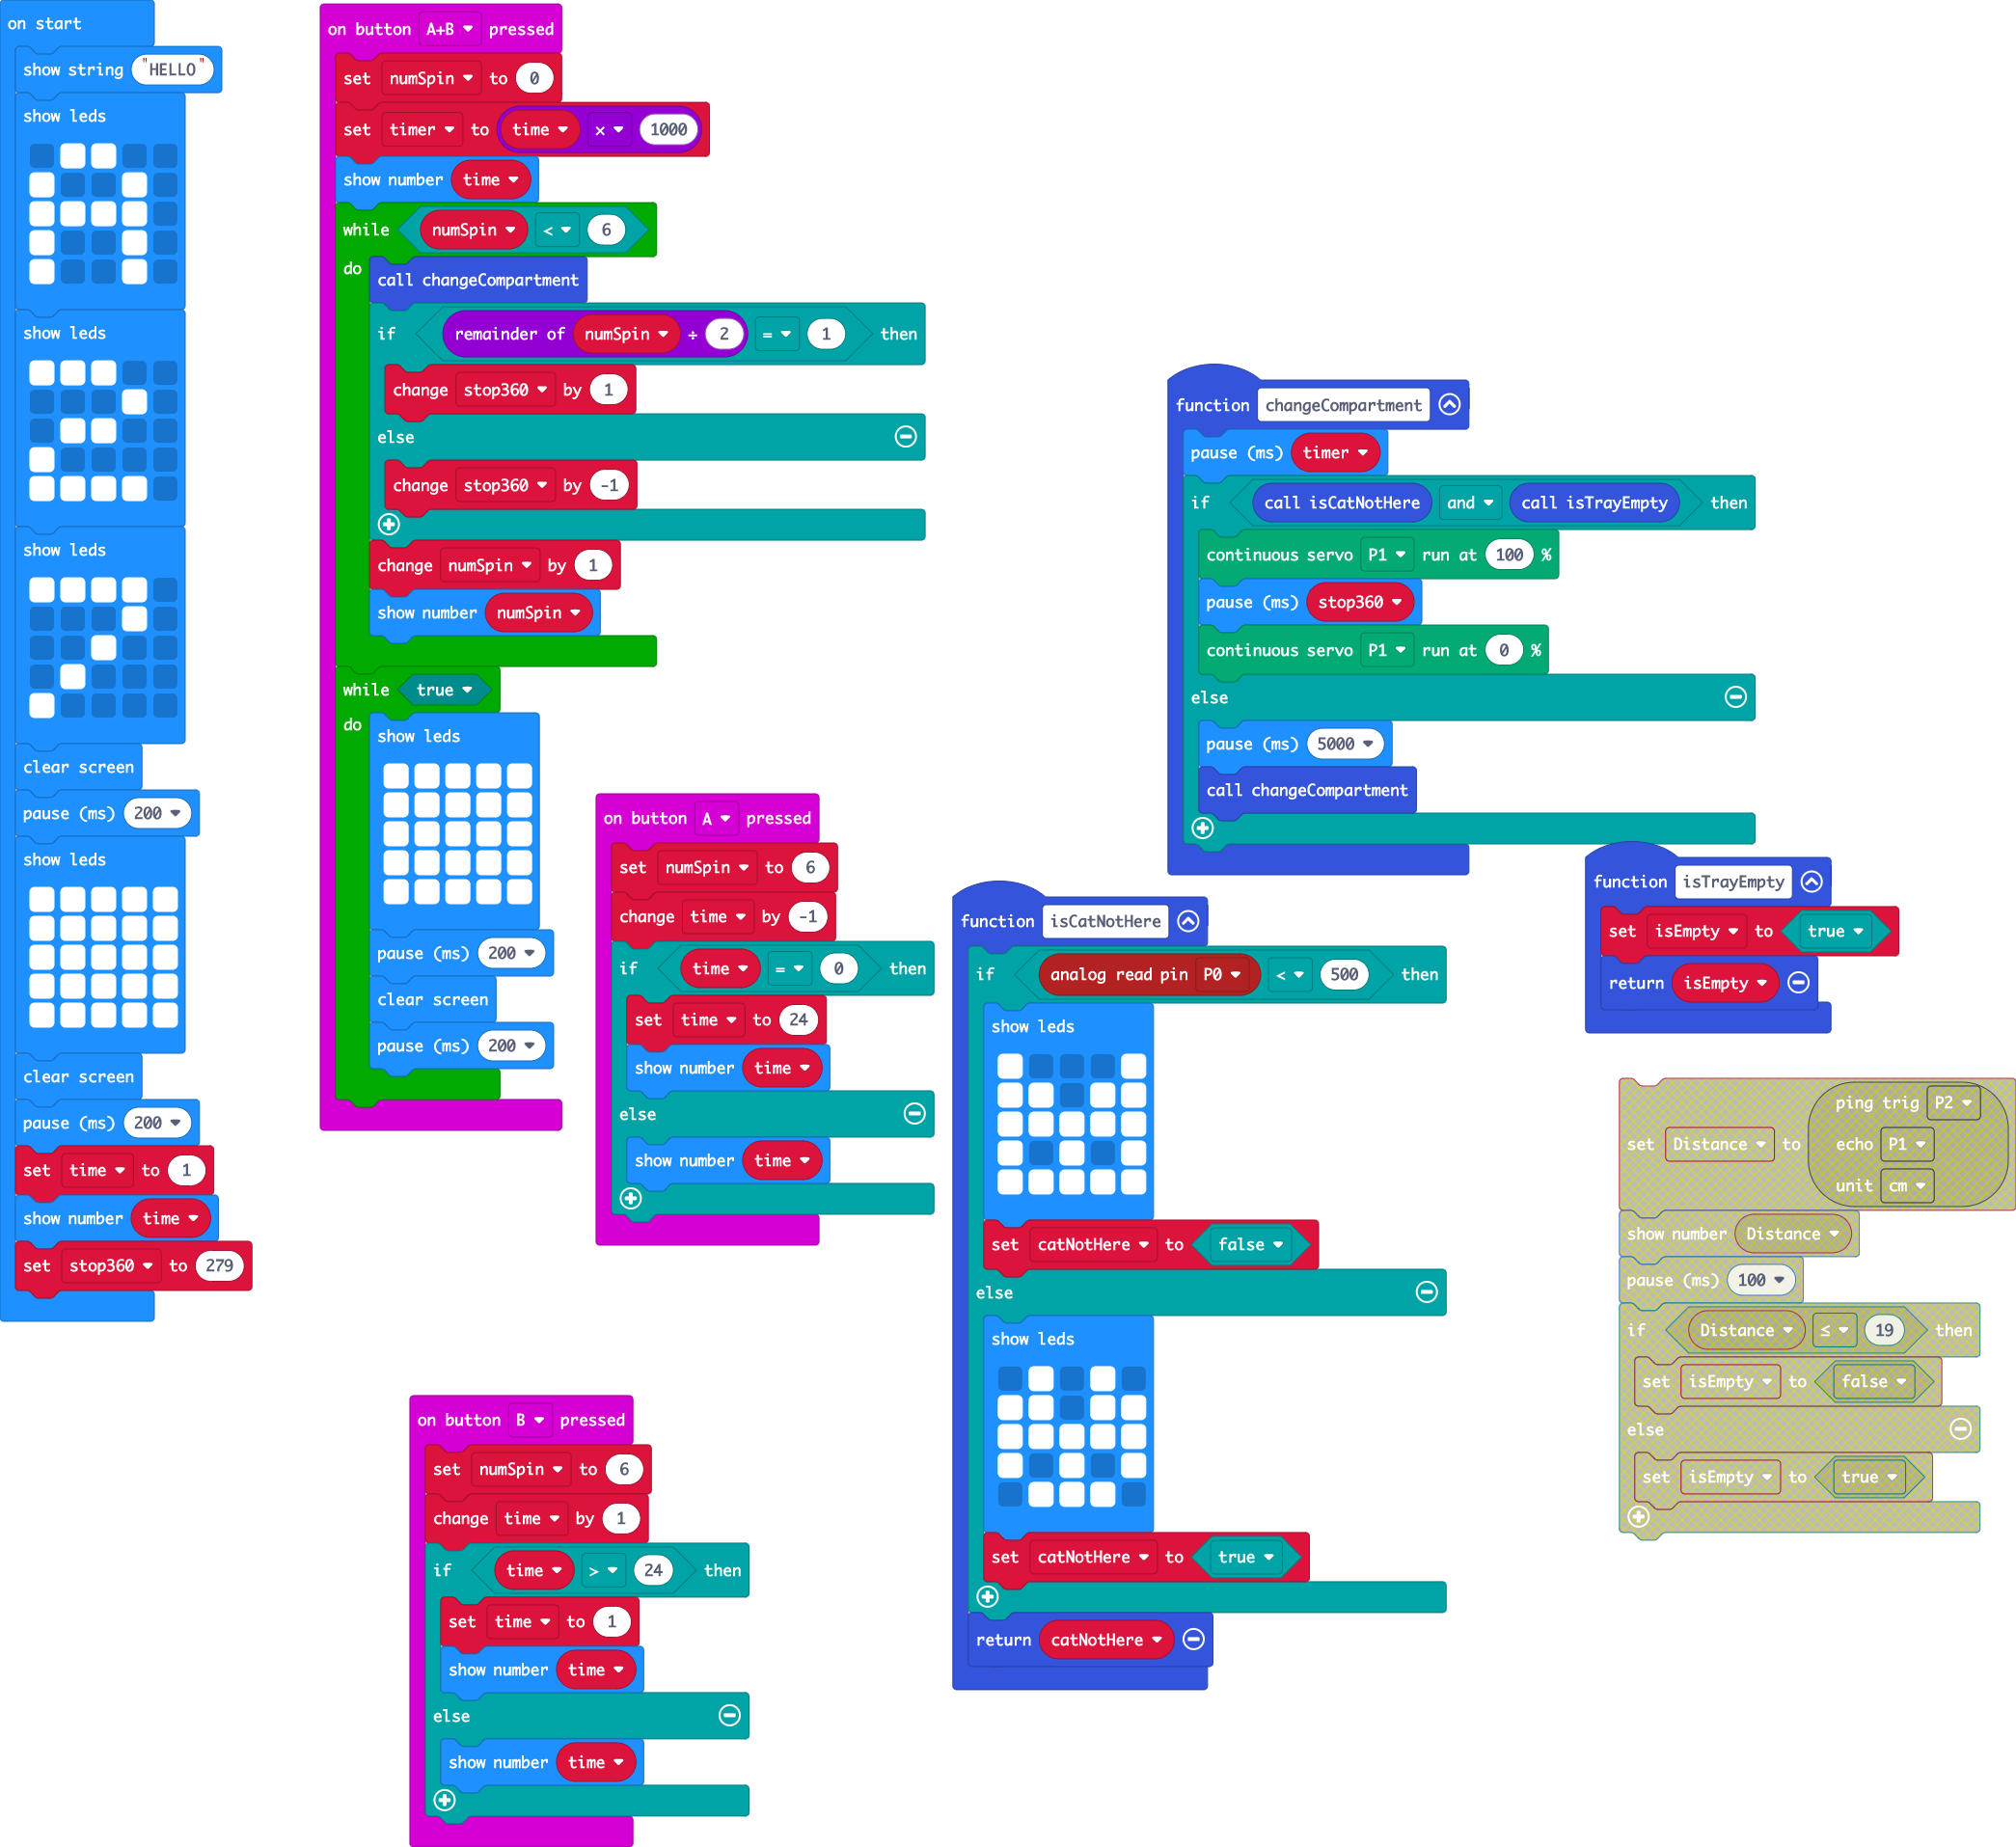 on start
show string "HELLO"
show leds
show leds
show leds
clear screen
pause (ms) 200
show leds
clear screen
pause (ms) 200
set time to 1
show number time
set stop360 to 279
on button A+B pressed
set numSpin to 0
set timer to time × 1000
show number time
while numSpin < 6
do
call changeCompartment
if remainder of numSpin ÷ 2 = 1 then
change stop360 by 1
else
change stop360 by -1
change numSpin by 1
show number numSpin
while true
do
show leds
pause (ms) 200
clear screen
pause (ms) 200
on button A pressed
set numSpin to 6
change time by -1
if time = 0 then
set time to 24
show number time
else
show number time
on button B pressed
set numSpin to 6
change time by 1
if time > 24 then
set time to 1
show number time
else
show number time
function changeCompartment
pause (ms) timer
if call isCatNotHere and call isTrayEmpty then
continuous servo P1 run at 100 %
pause (ms) stop360
continuous servo P1 run at 0 %
else
pause (ms) 5000
call changeCompartment
function isCatNotHere
if analog read pin P0 < 500 then
show leds
set catNotHere to false
else
show leds
set catNotHere to true
return catNotHere
function isTrayEmpty
set isEmpty to true
return isEmpty
ping trig P2
set Distance to echo P1
unit cm
show number Distance
pause (ms) 100
if Distance ≤ 19 then
set isEmpty to false
else
set isEmpty to true